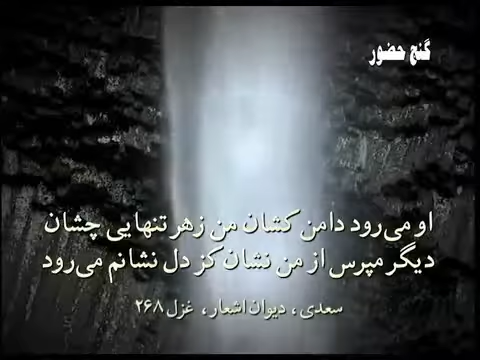 گنج حضور
او می‌رود دامن کشان من زهر تنهایی چشان
دیگر مپرس از من نشان کز دل نشانم می‌رود
سعدی، دیوان اشعار، غزل ۲۶۸